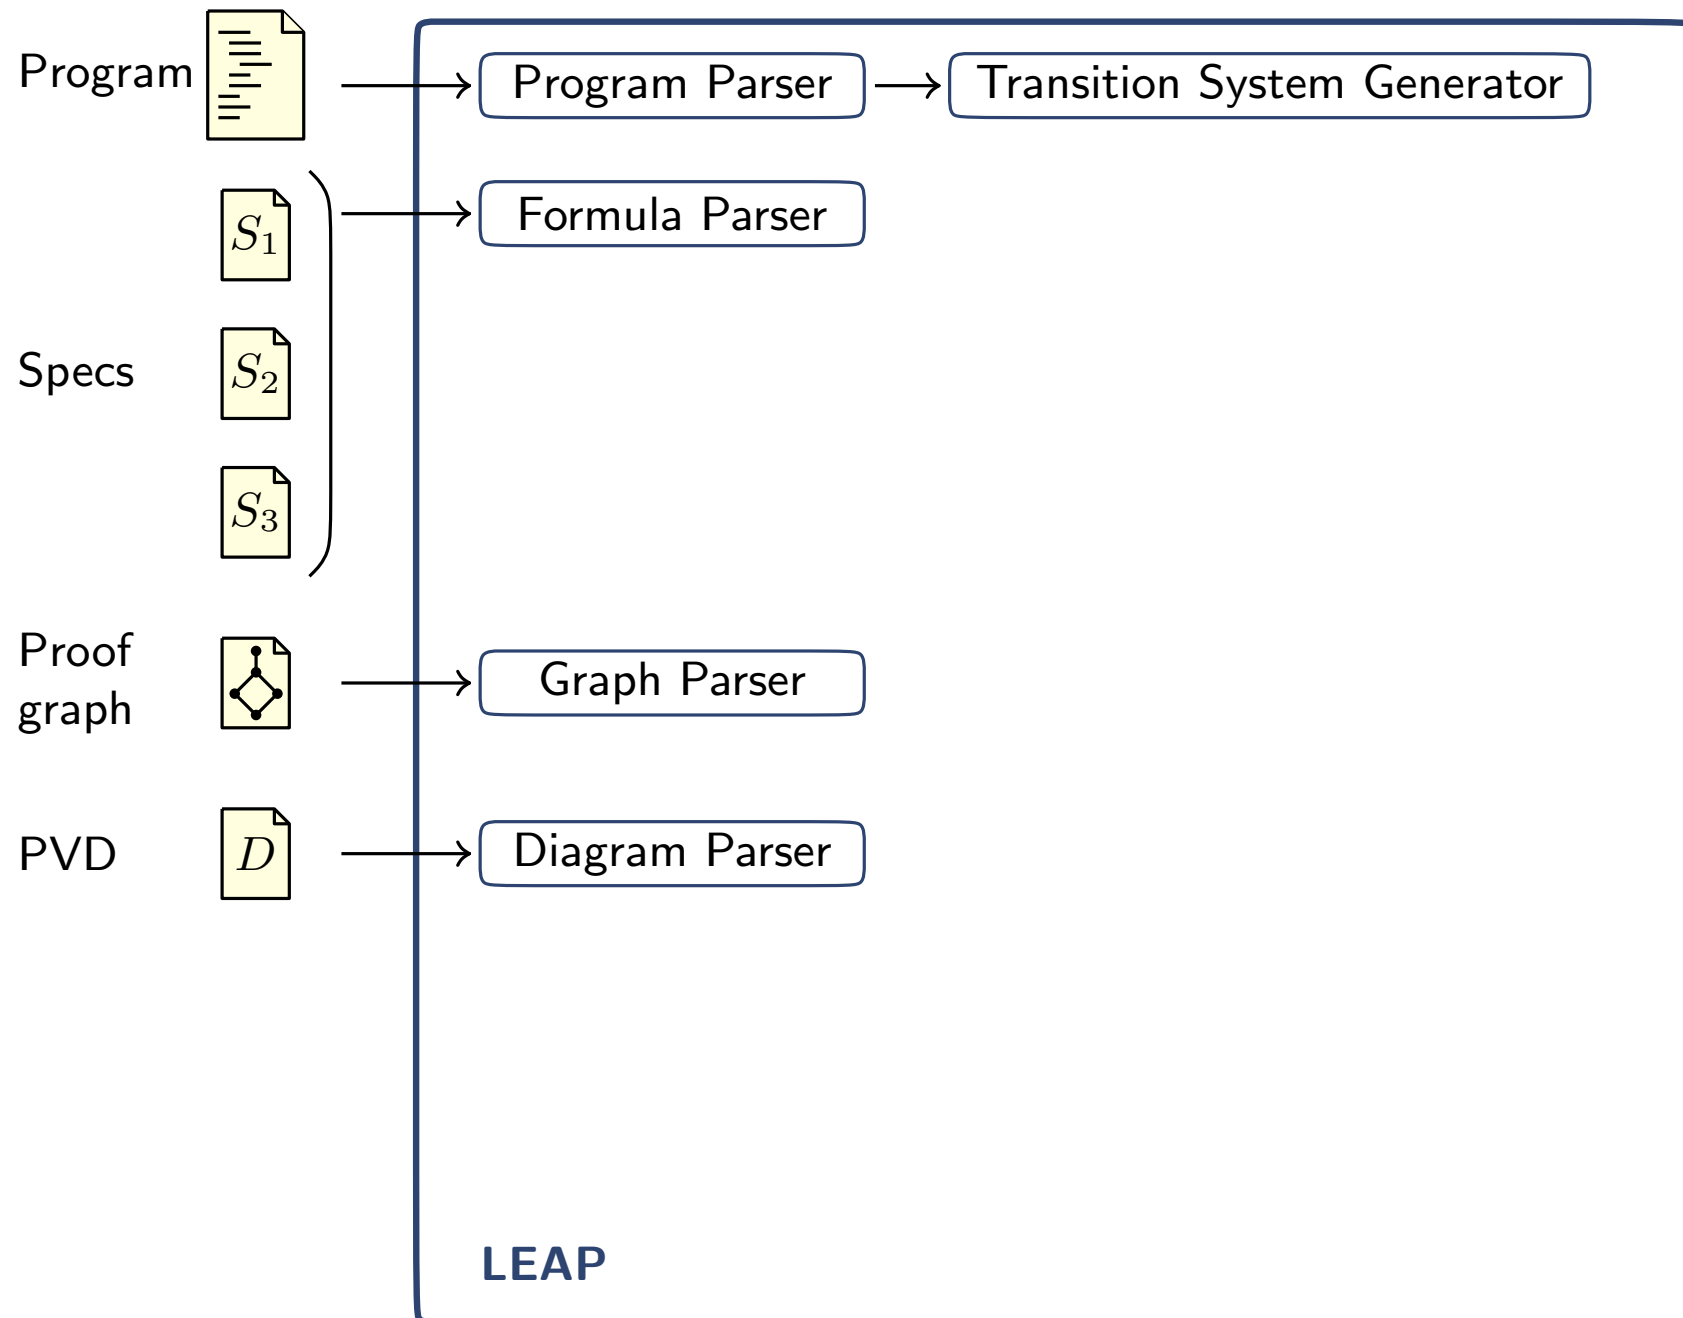 Program
Program Parser
Transition System Generator
S₁
Formula Parser
Specs
S₂
S₃
Proof
graph
Graph Parser
PVD
D
Diagram Parser
LEAP